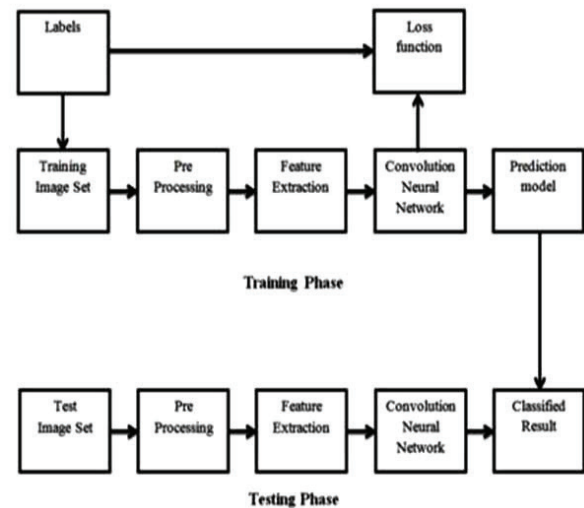 Labels
Loss
function
Training
Image Set
Pre
Processing
Feature
Extraction
Convolution
Neural
Network
Prediction
model
Training Phase
Test
Image Set
Pre
Processing
Feature
Extraction
Convolution
Neural
Network
Classified
Result
Testing Phase